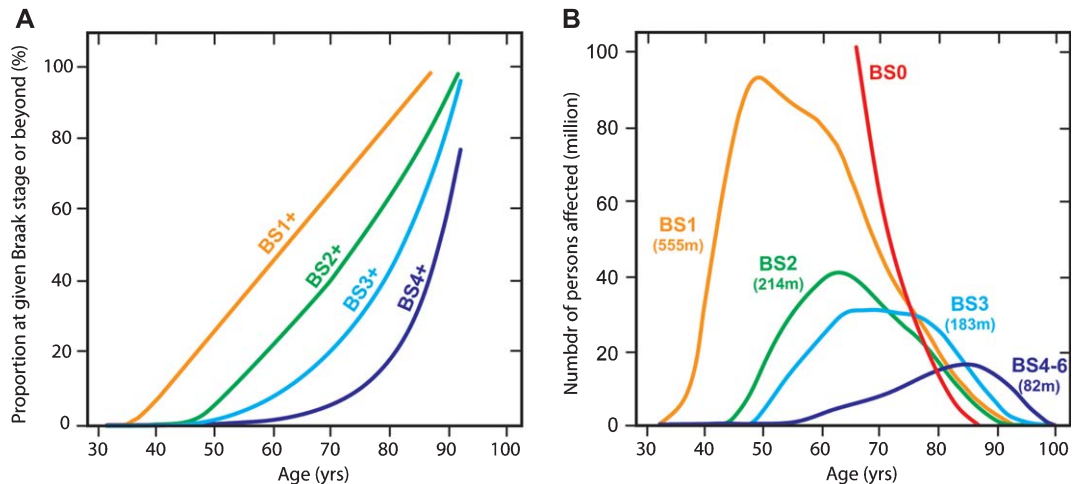 A
Proportion at given Braak stage or beyond (%)
100
80
60
40
20
0
BS1+
BS2+
BS3+
BS4+
30 40 50 60 70 80 90 100
Age (yrs)
B
Numbdr of persons affected (million)
100
80
60
40
20
0
BS0
BS1
(555m)
BS2
(214m)
BS3
(183m)
BS4-6
(82m)
30 40 50 60 70 80 90 100
Age (yrs)